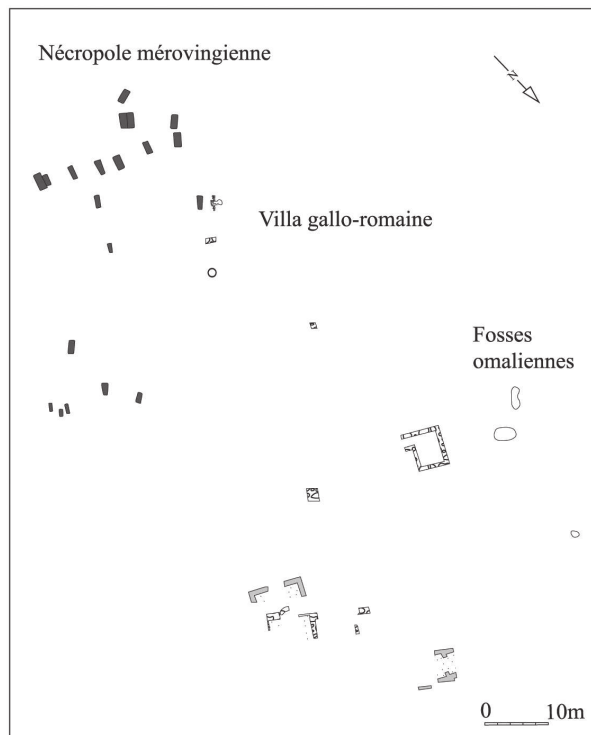 Nécropole mérovingienne
N
Villa gallo-romaine
Fosses
omaliennes
0 10m